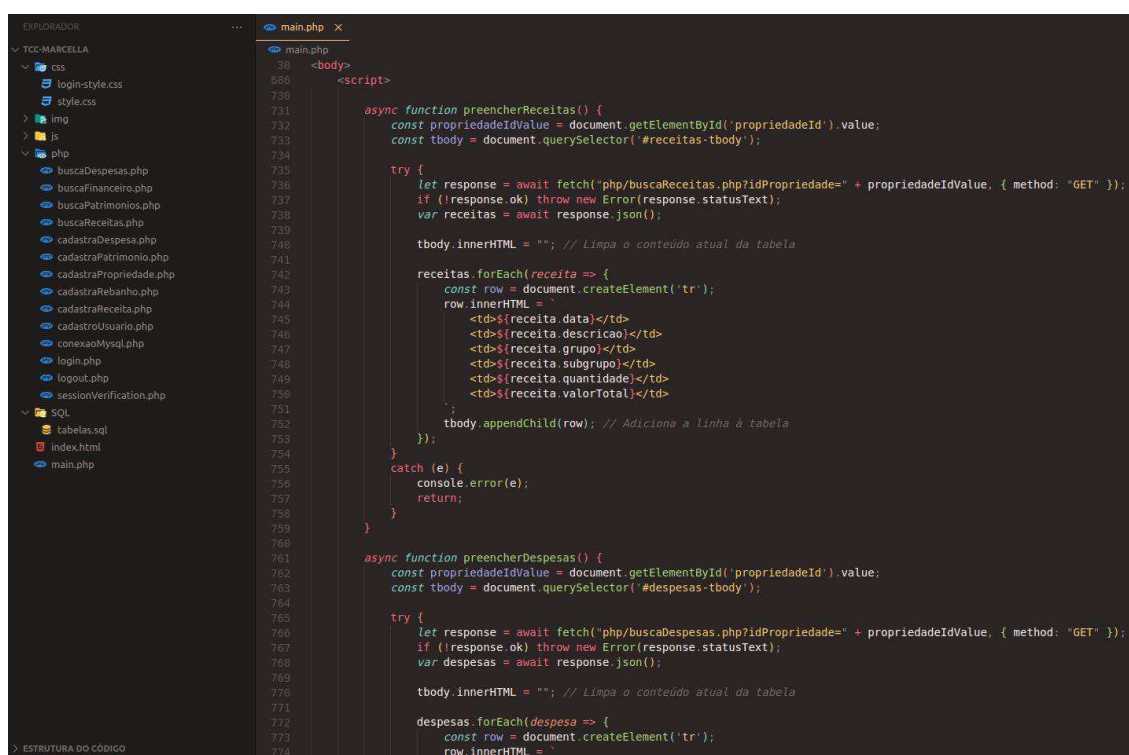 EXPLORADOR ...
TCC-MARCELLA
css
login-style.css
style.css
img
js
php
buscaDespesas.php
buscaFinanceiro.php
buscaPatrimonios.php
buscaReceitas.php
cadastraDespesa.php
cadastraPatrimonio.php
cadastraPropriedade.php
cadastraRebanho.php
cadastraReceita.php
cadastroUsuario.php
conexaoMysql.php
login.php
logout.php
sessionVerification.php
SQL
tabelas.sql
index.html
main.php
ESTRUTURA DO CÓDIGO
main.php ×
main.php
30 <body>
686 <script>
730
731 async function preencherReceitas() {
732 const propriedadeIdValue = document.getElementById('propriedadeId').value;
733 const tbody = document.querySelector('#receitas-tbody');
734
735 try {
736 let response = await fetch("php/buscaReceitas.php?idPropriedade=" + propriedadeIdValue, { method: "GET" });
737 if (!response.ok) throw new Error(response.statusText);
738 var receitas = await response.json();
739
740 tbody.innerHTML = ""; // Limpa o conteúdo atual da tabela
741
742 receitas.forEach(receita => {
743 const row = document.createElement('tr');
744 row.innerHTML = `
745 <td>${receita.data}</td>
746 <td>${receita.descricao}</td>
747 <td>${receita.grupo}</td>
748 <td>${receita.subgrupo}</td>
749 <td>${receita.quantidade}</td>
750 <td>${receita.valorTotal}</td>
751 `;
752 tbody.appendChild(row); // Adiciona a linha à tabela
753 });
754 }
755 catch (e) {
756 console.error(e);
757 return;
758 }
759 }
760
761 async function preencherDespesas() {
762 const propriedadeIdValue = document.getElementById('propriedadeId').value;
763 const tbody = document.querySelector('#despesas-tbody');
764
765 try {
766 let response = await fetch("php/buscaDespesas.php?idPropriedade=" + propriedadeIdValue, { method: "GET" });
767 if (!response.ok) throw new Error(response.statusText);
768 var despesas = await response.json();
769
770 tbody.innerHTML = ""; // Limpa o conteúdo atual da tabela
771
772 despesas.forEach(despesa => {
773 const row = document.createElement('tr');
774 row.innerHTML = `